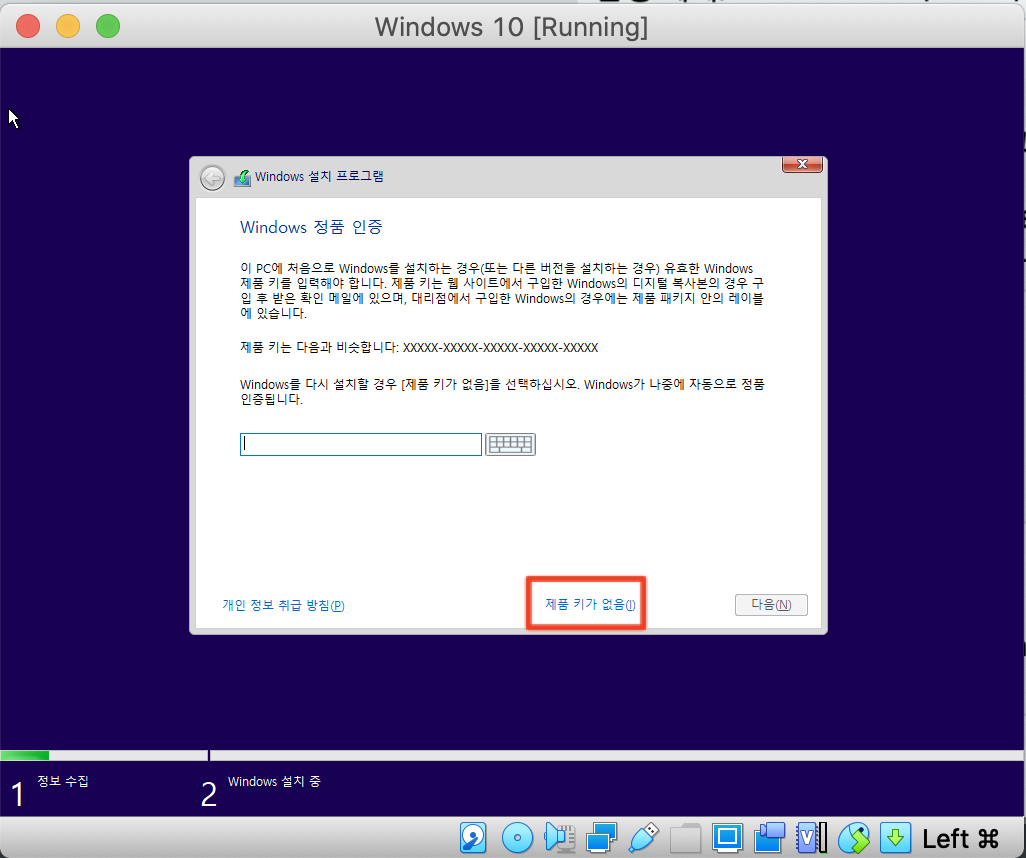 Windows 10 [Running]
Windows 설치 프로그램
Windows 정품 인증
이 PC에 처음으로 Windows를 설치하는 경우(또는 다른 버전을 설치하는 경우) 유효한 Windows
제품 키를 입력해야 합니다. 제품 키는 웹 사이트에서 구입한 Windows의 디지털 복사본의 경우 구
입 후 받은 확인 메일에 있으며, 대리점에서 구입한 Windows의 경우에는 제품 패키지 안의 레이블
에 있습니다.
제품 키는 다음과 비슷합니다: XXXXX-XXXXX-XXXXX-XXXXX-XXXXX
Windows를 다시 설치할 경우 [제품 키가 없음]을 선택하십시오. Windows가 나중에 자동으로 정품
인증됩니다.
개인 정보 취급 방침(P)
제품 키가 없음(I)
다음(N)
1 정보 수집
2 Windows 설치 중
Left ⌘